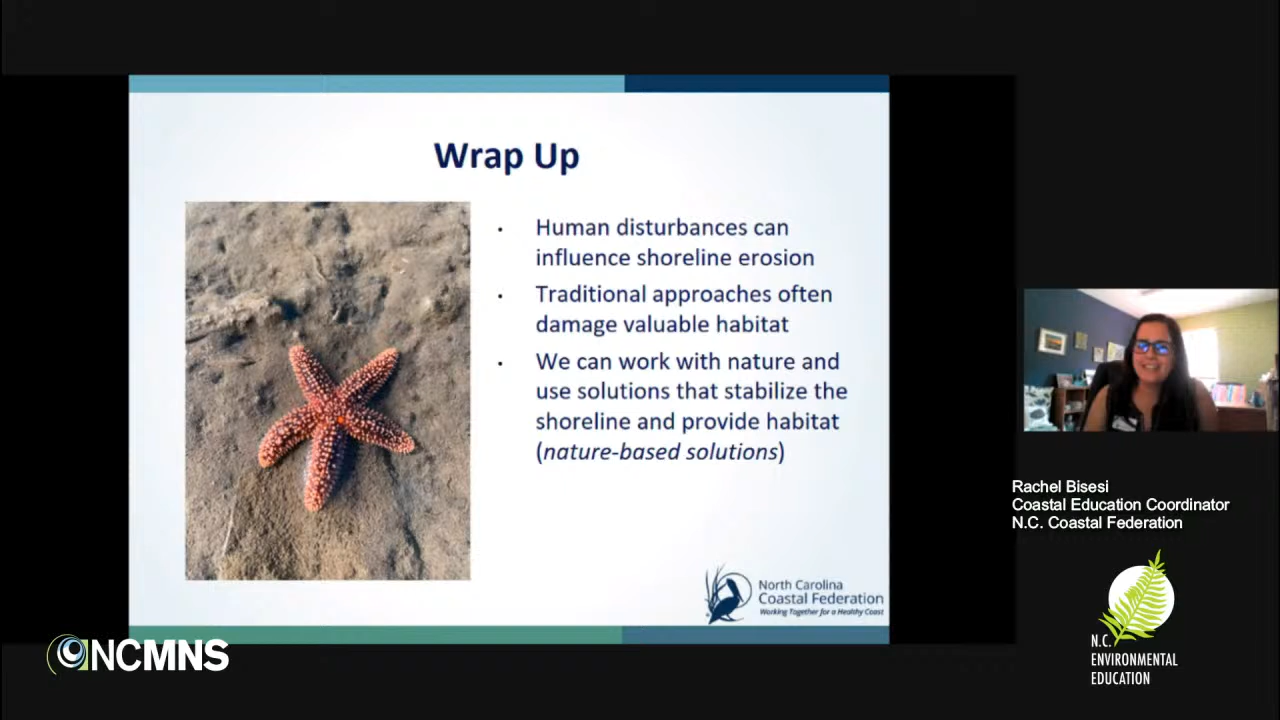 Wrap Up
• Human disturbances can
influence shoreline erosion
• Traditional approaches often
damage valuable habitat
• We can work with nature and
use solutions that stabilize the
shoreline and provide habitat
(nature-based solutions)
North Carolina
Coastal Federation
Working Together for a Healthy Coast
Rachel Bisesi
Coastal Education Coordinator
N.C. Coastal Federation
NCMNS
N.C.
ENVIRONMENTAL
EDUCATION